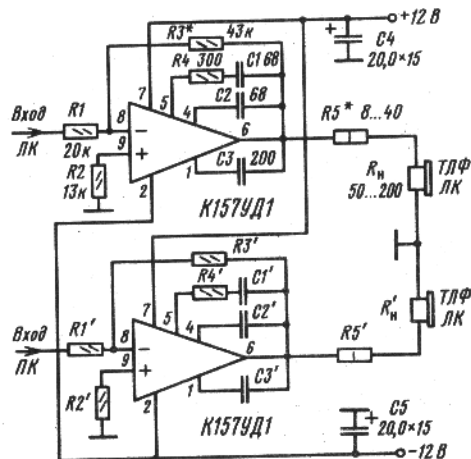 R3* 43к
R4 300
C1 68
C2 68
C3 200
7
5
4
8
9
6
1
2
Вход
ЛК
R1
20к
R2
13к
К157УД1
+12 В
+
C4
20,0×15
R5* 8...40
Rн
50...200
ТЛФ
ЛК
R3'
R4'
C1'
C2'
C3'
7
5
4
8
9
6
1
2
Вход
ПК
R1'
R2'
К157УД1
R5'
R'н
ТЛФ
ЛК
C5
+
20,0×15
−12 В